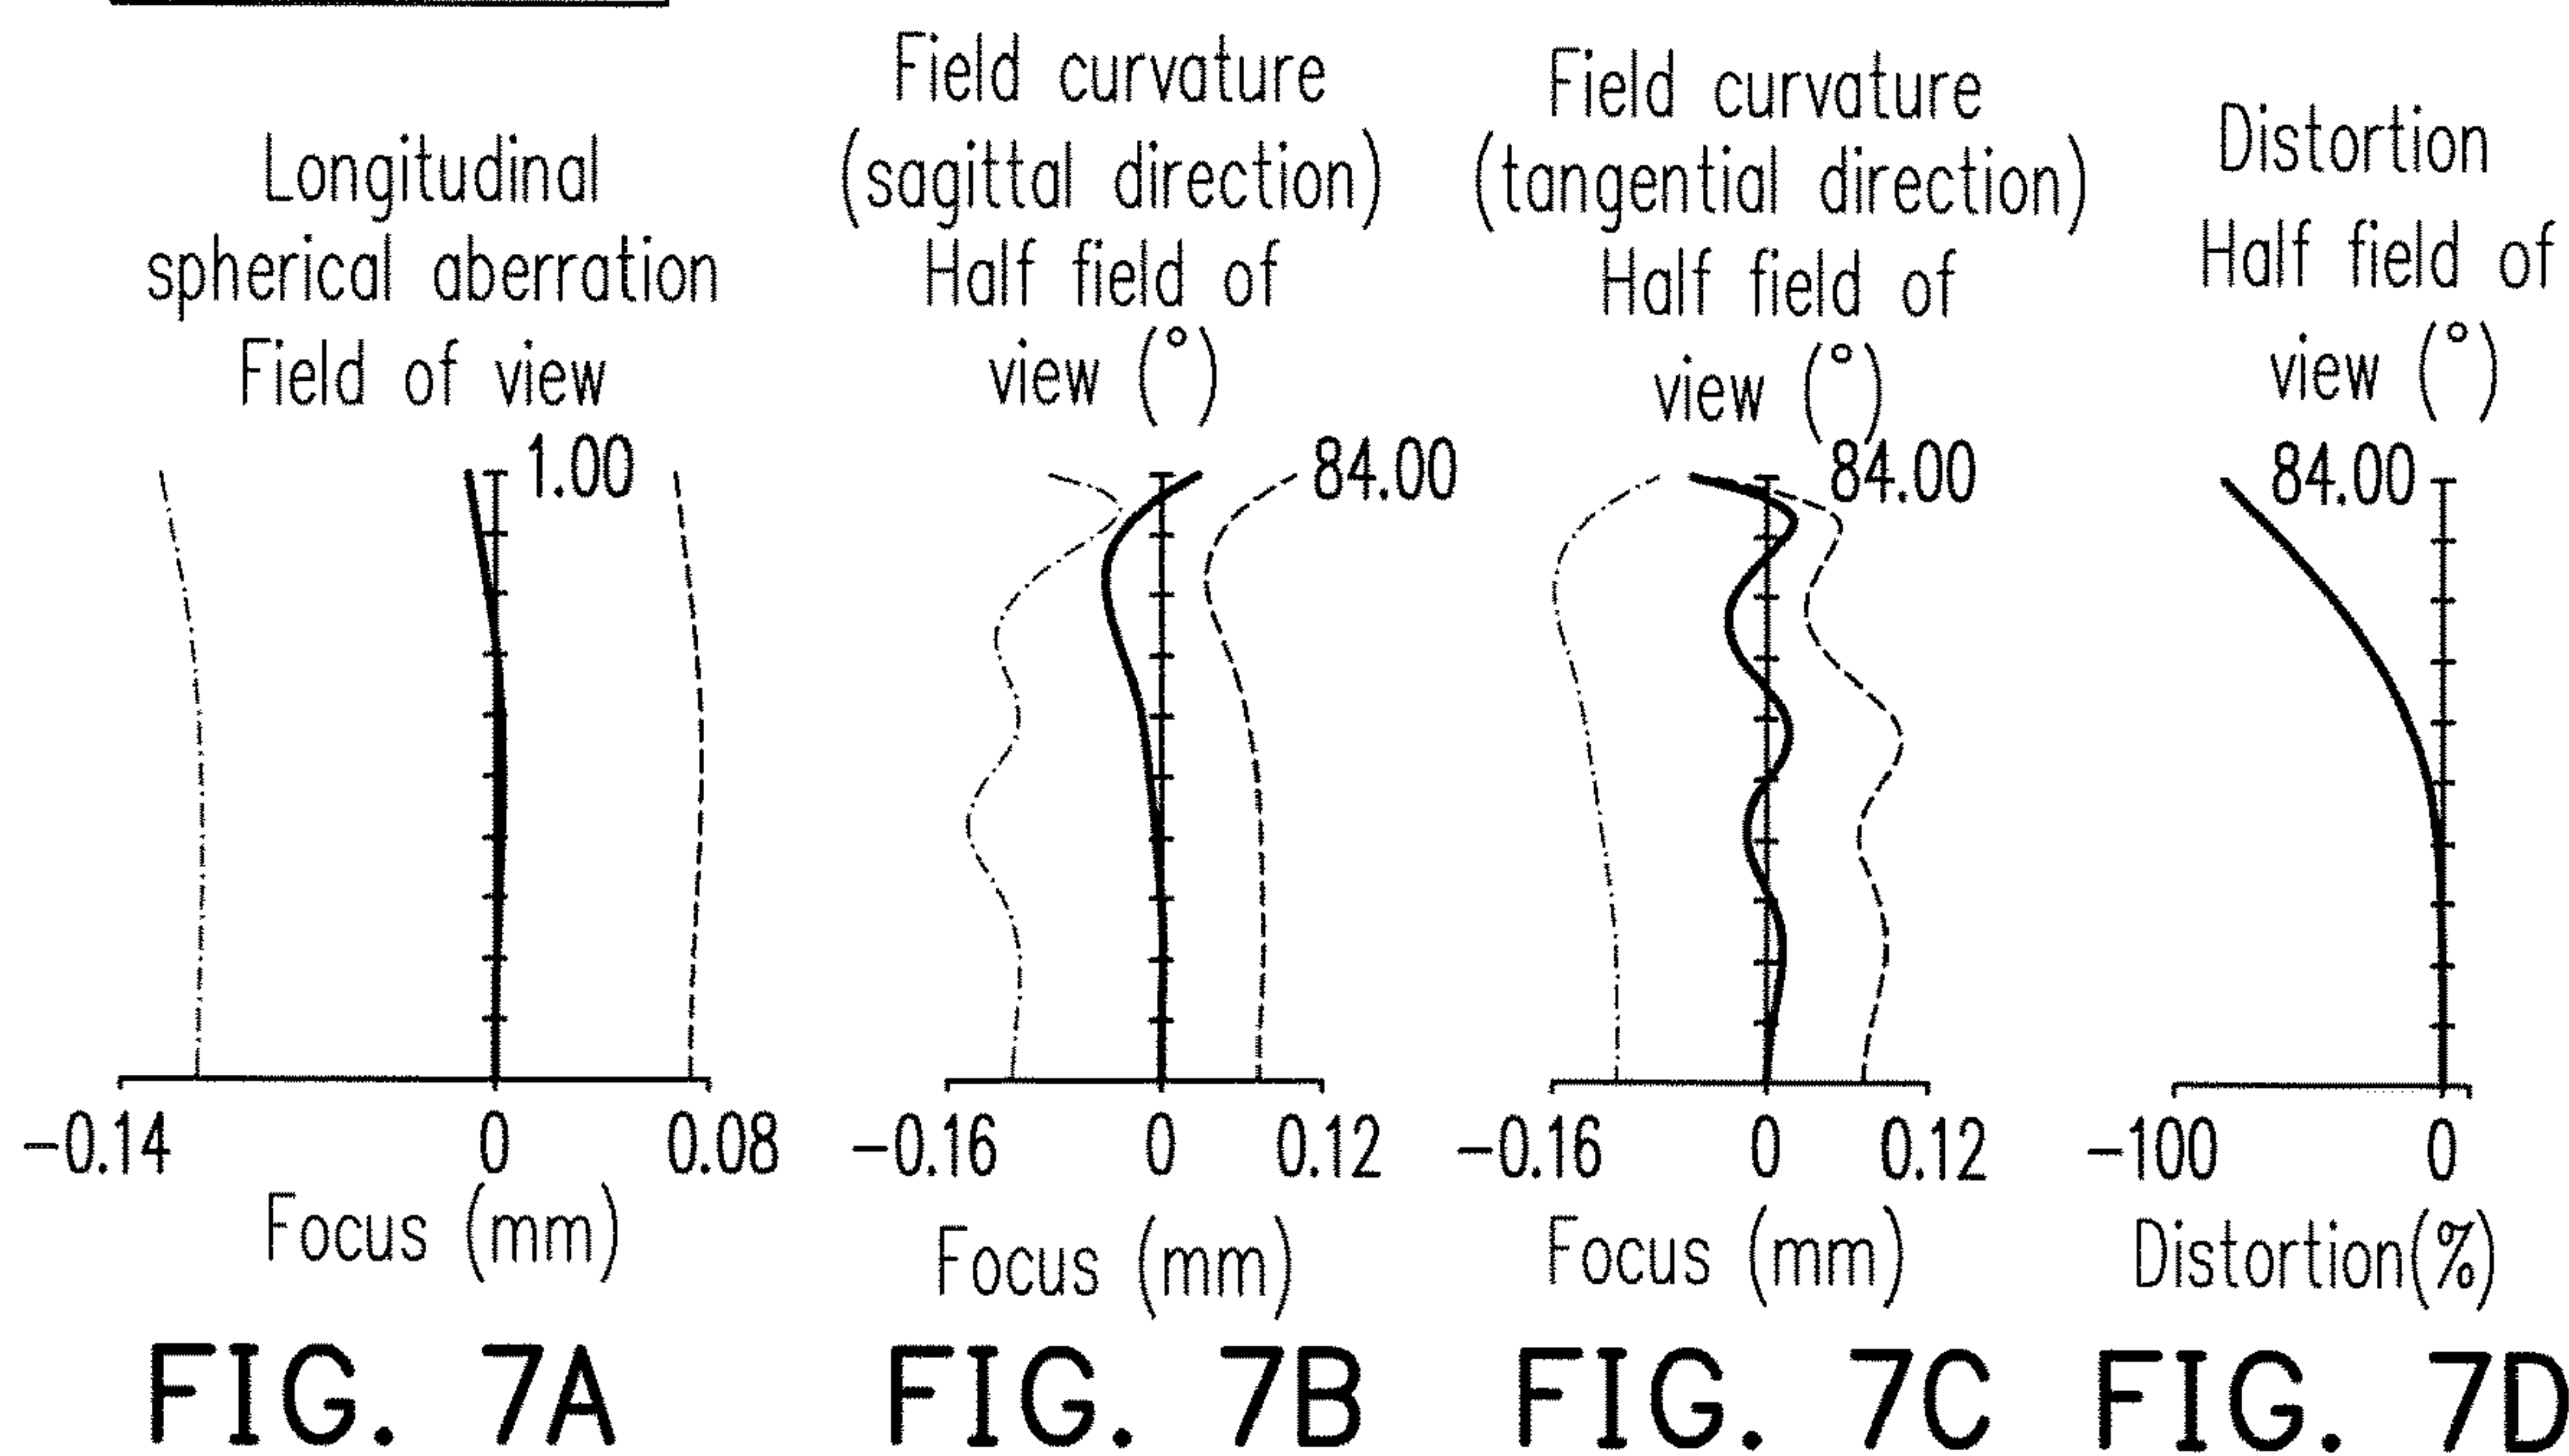 Longitudinal
spherical aberration
Field of view
1.00
-0.14
0
0.08
Focus (mm)
FIG. 7A
Field curvature
(sagittal direction)
Half field of
view (°)
84.00
-0.16
0
0.12
Focus (mm)
FIG. 7B
Field curvature
(tangential direction)
Half field of
view (°)
84.00
-0.16
0
0.12
Focus (mm)
FIG. 7C
Distortion
Half field of
view (°)
84.00
-100
0
Distortion(%)
FIG. 7D